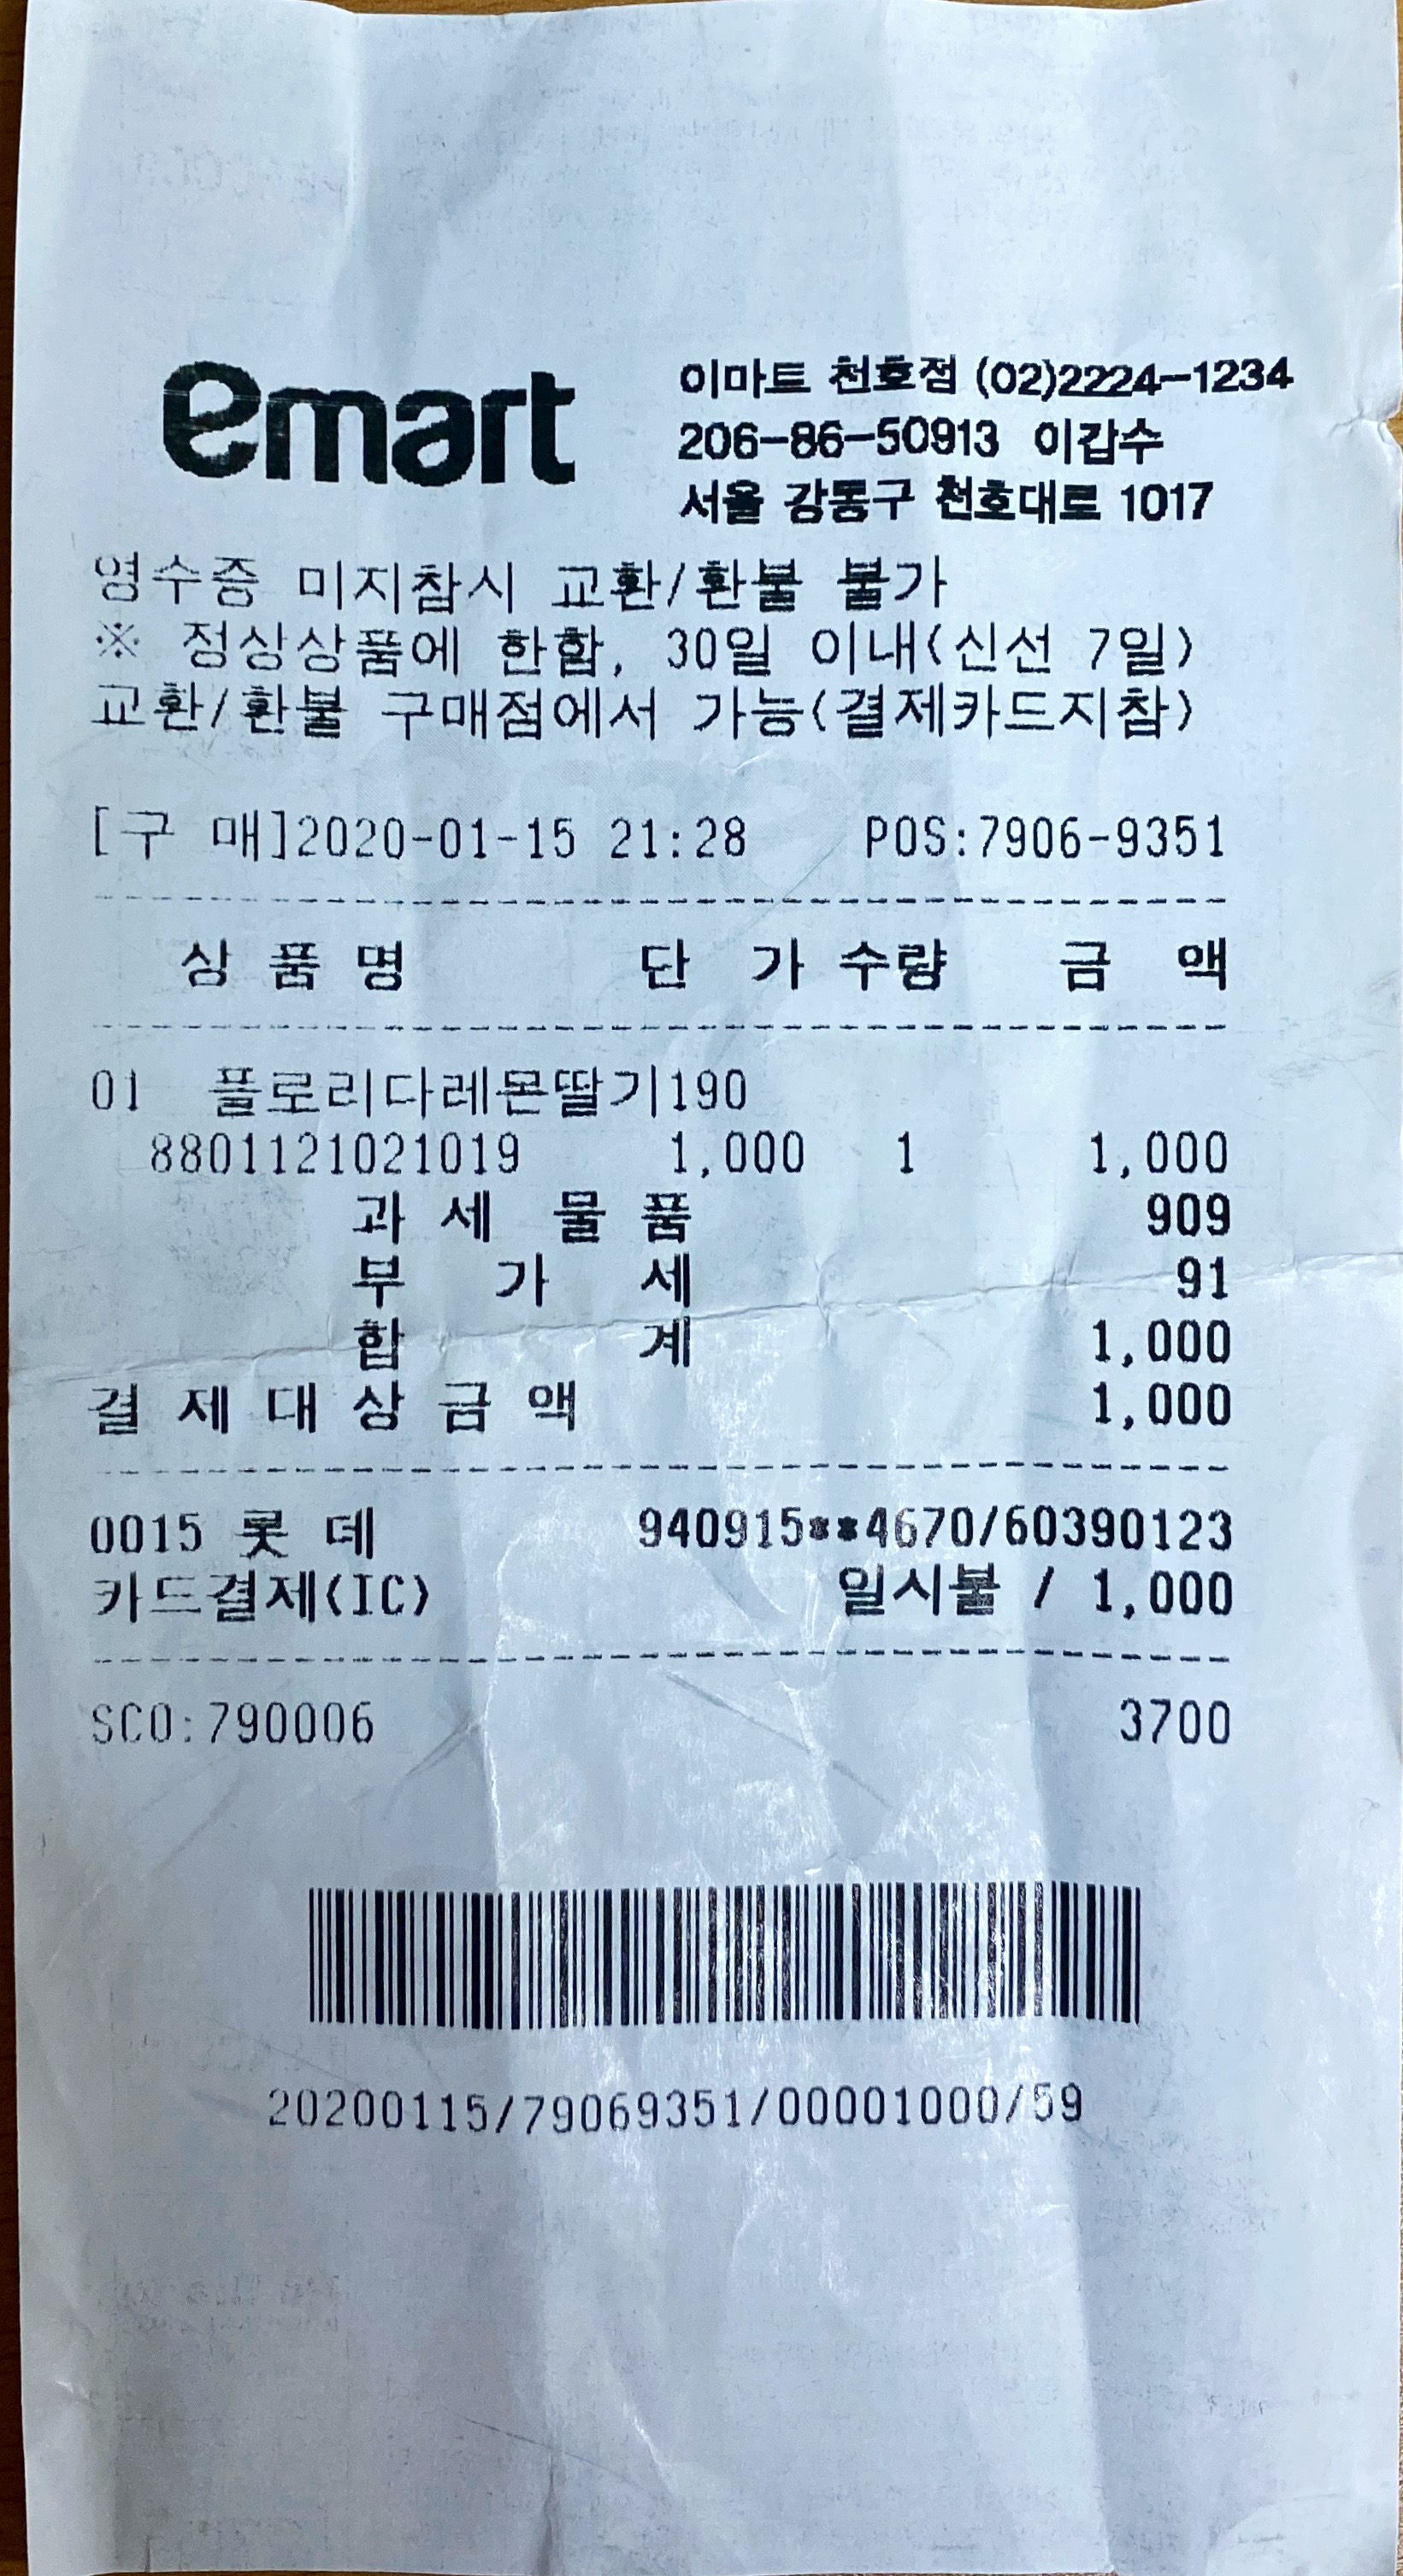 emart
이마트 천호점 (02)2224-1234
206-86-50913 이갑수
서울 강동구 천호대로 1017
영수증 미지참시 교환/환불 불가
※ 정상상품에 한함, 30일 이내(신선 7일)
교환/환불 구매점에서 가능(결제카드지참)
[구 매]2020-01-15 21:28 POS:7906-9351
상 품 명 단 가 수량 금 액
01 플로리다레몬딸기190
8801121021019 1,000 1 1,000
과 세 물 품 909
부 가 세 91
합 계 1,000
결 제 대 상 금 액 1,000
0015 롯 데 940915**4670/60390123
카드결제(IC) 일시불 / 1,000
SCO:790006 3700
20200115/79069351/00001000/59